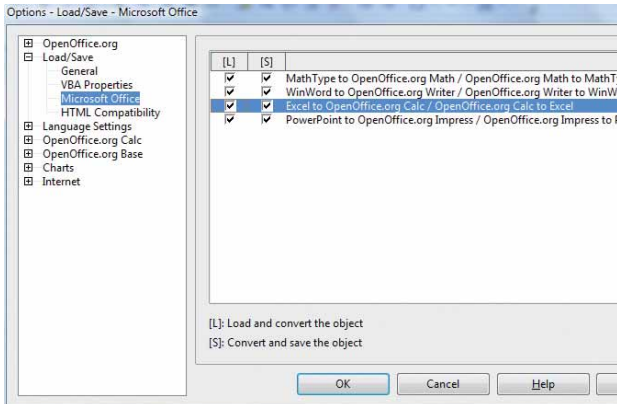 Options - Load/Save - Microsoft Office
OpenOffice.org
Load/Save
General
VBA Properties
Microsoft Office
HTML Compatibility
Language Settings
OpenOffice.org Calc
OpenOffice.org Base
Charts
Internet
[L] [S]
MathType to OpenOffice.org Math / OpenOffice.org Math to MathT
WinWord to OpenOffice.org Writer / OpenOffice.org Writer to WinW
Excel to OpenOffice.org Calc / OpenOffice.org Calc to Excel
PowerPoint to OpenOffice.org Impress / OpenOffice.org Impress to
[L]: Load and convert the object
[S]: Convert and save the object
OK Cancel Help